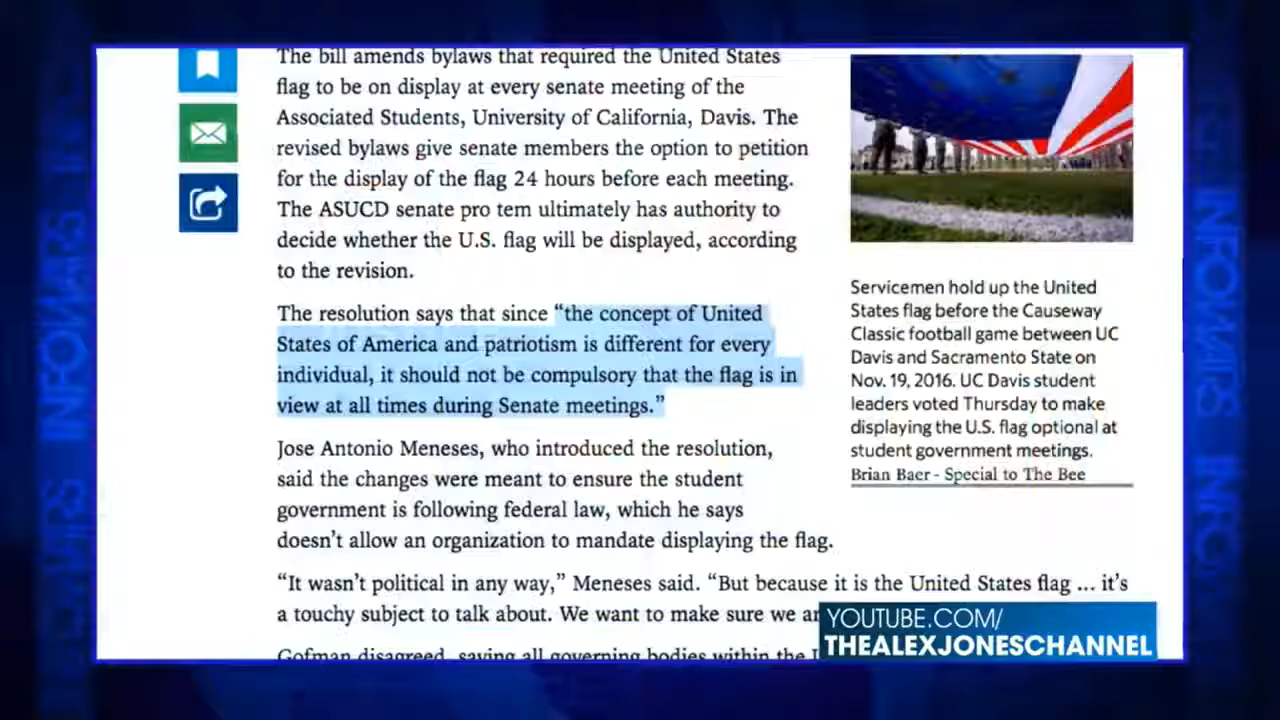 The bill amends bylaws that required the United States
flag to be on display at every senate meeting of the
Associated Students, University of California, Davis. The
revised bylaws give senate members the option to petition
for the display of the flag 24 hours before each meeting.
The ASUCD senate pro tem ultimately has authority to
decide whether the U.S. flag will be displayed, according
to the revision.
The resolution says that since “the concept of United
States of America and patriotism is different for every
individual, it should not be compulsory that the flag is in
view at all times during Senate meetings.”
Jose Antonio Meneses, who introduced the resolution,
said the changes were meant to ensure the student
government is following federal law, which he says
doesn’t allow an organization to mandate displaying the flag.
“It wasn’t political in any way,” Meneses said. “But because it is the United States flag ... it’s
a touchy subject to talk about. We want to make sure we
Gofman disagreed, saying all governing bodies within the
Servicemen hold up the United
States flag before the Causeway
Classic football game between UC
Davis and Sacramento State on
Nov. 19, 2016. UC Davis student
leaders voted Thursday to make
displaying the U.S. flag optional at
student government meetings.
Brian Baer - Special to The Bee
YOUTUBE.COM/
THEALEXJONESCHANNEL
INFOWARS
INFOWARS